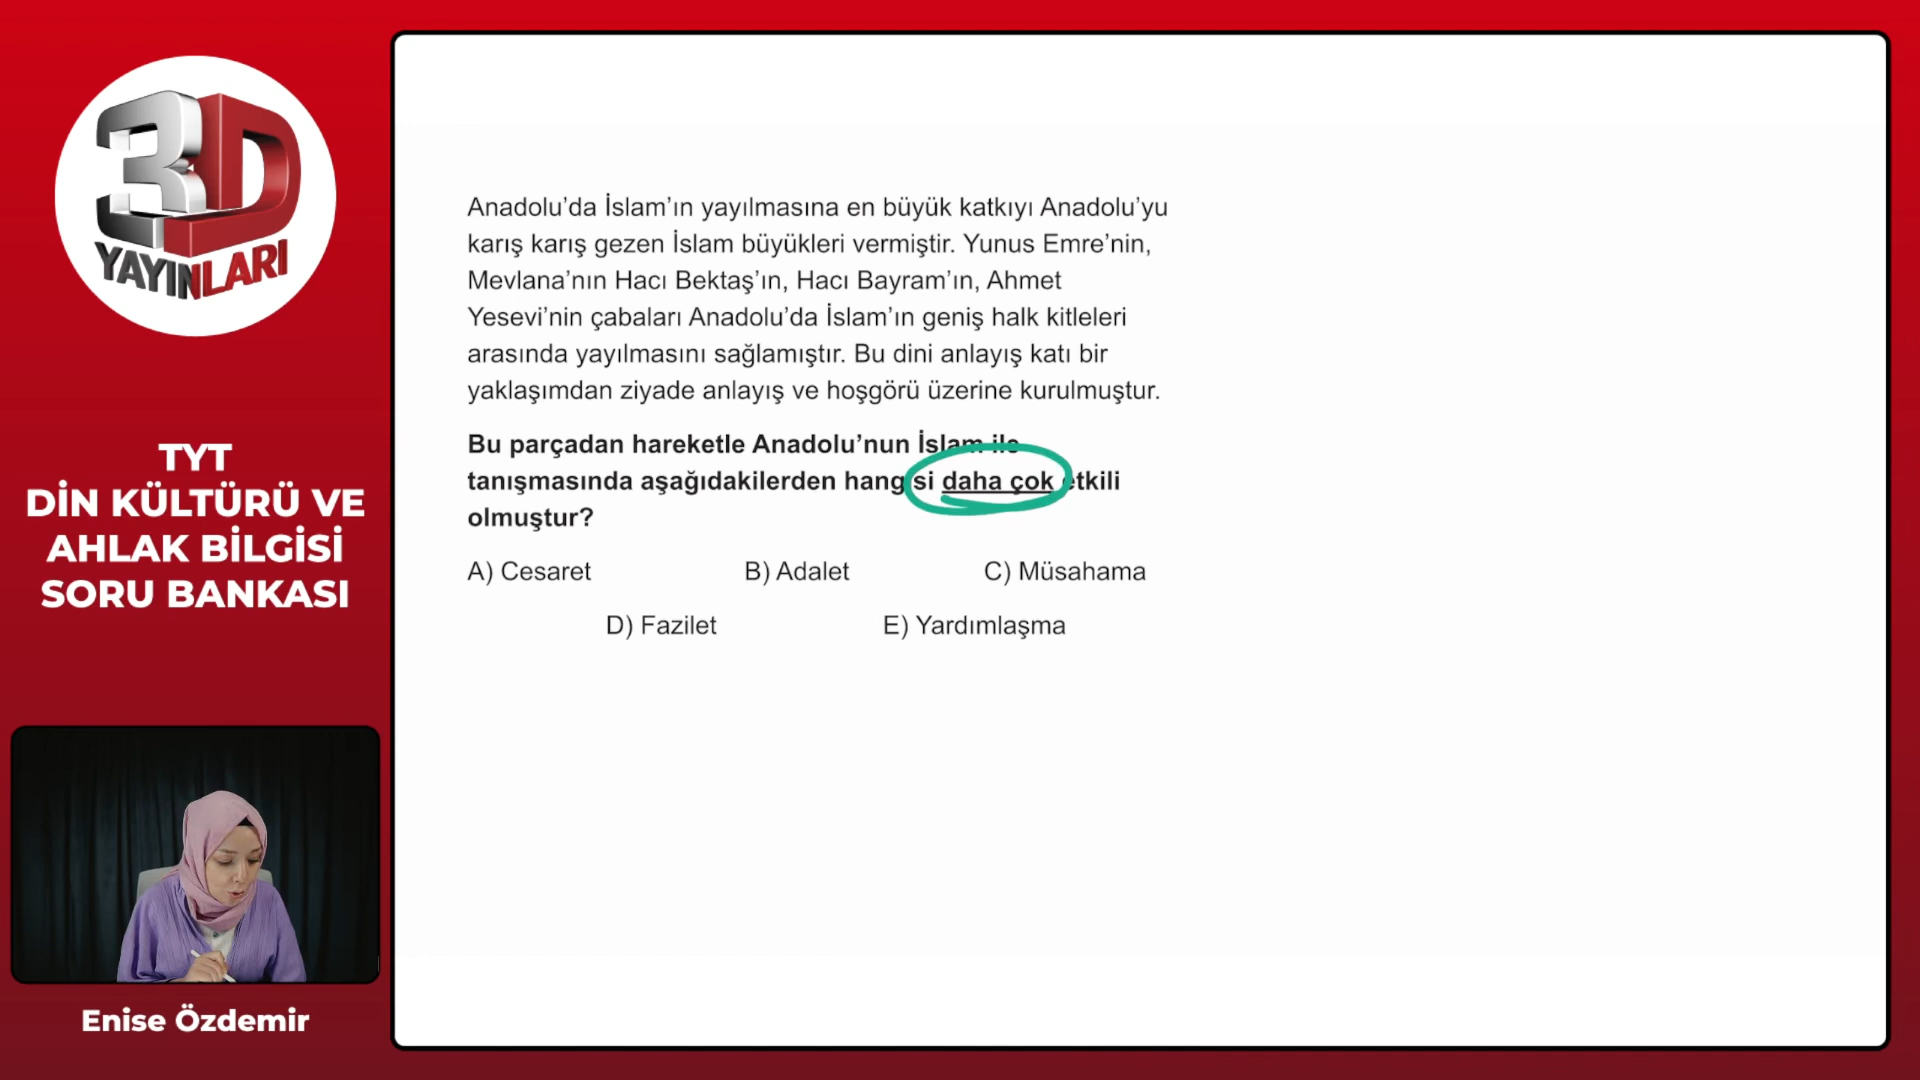 3D
YAYINLARI
TYT
DİN KÜLTÜRÜ VE
AHLAK BİLGİSİ
SORU BANKASI
Enise Özdemir
Anadolu’da İslam’ın yayılmasına en büyük katkıyı Anadolu’yu
karış karış gezen İslam büyükleri vermiştir. Yunus Emre’nin,
Mevlana’nın Hacı Bektaş’ın, Hacı Bayram’ın, Ahmet
Yesevi’nin çabaları Anadolu’da İslam’ın geniş halk kitleleri
arasında yayılmasını sağlamıştır. Bu dini anlayış katı bir
yaklaşımdan ziyade anlayış ve hoşgörü üzerine kurulmuştur.
Bu parçadan hareketle Anadolu’nun İslam ile
tanışmasında aşağıdakilerden hangisi daha çok etkili
olmuştur?
A) Cesaret B) Adalet C) Müsahama
D) Fazilet E) Yardımlaşma